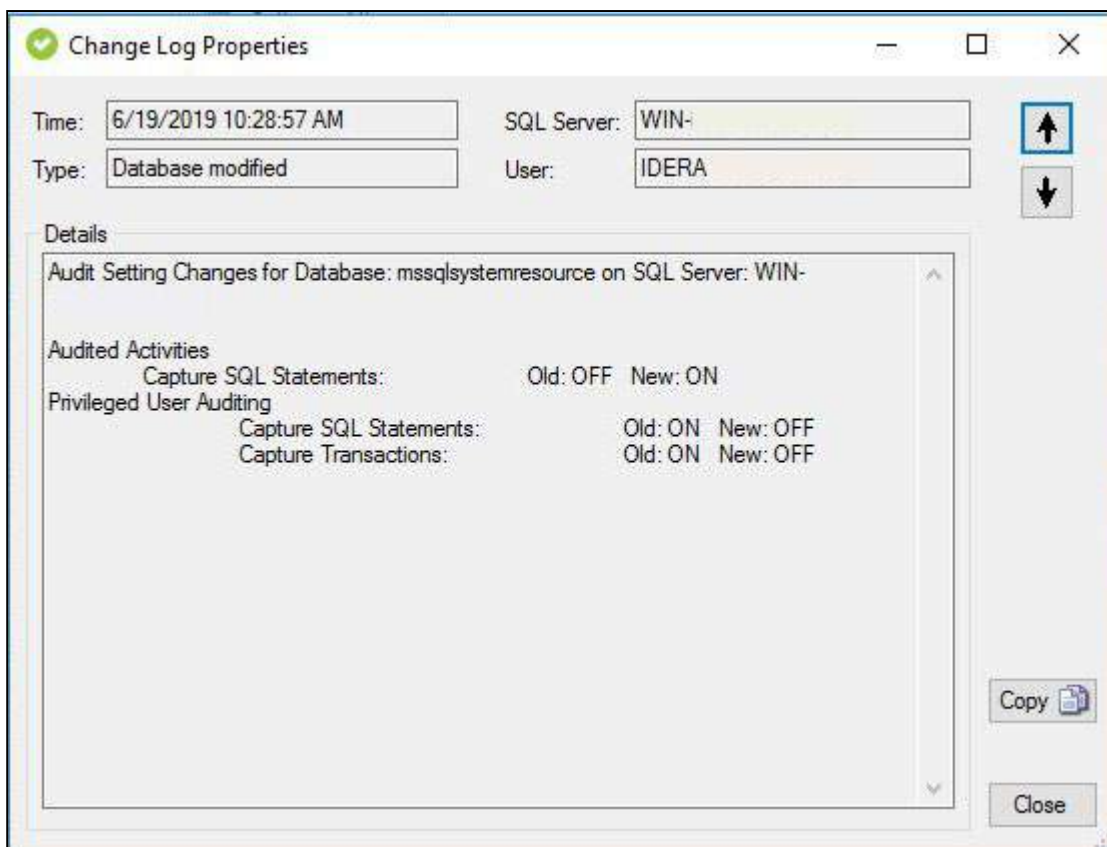 Change Log Properties
Time: 6/19/2019 10:28:57 AM SQL Server: WIN-
Type: Database modified User: IDERA
Details
Audit Setting Changes for Database: mssqlsystemresource on SQL Server: WIN-
Audited Activities
Capture SQL Statements: Old: OFF New: ON
Privileged User Auditing
Capture SQL Statements: Old: ON New: OFF
Capture Transactions: Old: ON New: OFF
Copy
Close